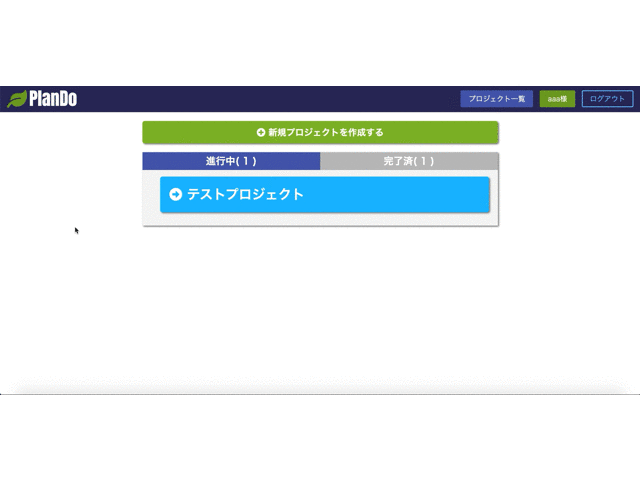 PlanDo
プロジェクト一覧
aaa様
ログアウト
新規プロジェクトを作成する
進行中( 1 )
完了済( 1 )
テストプロジェクト